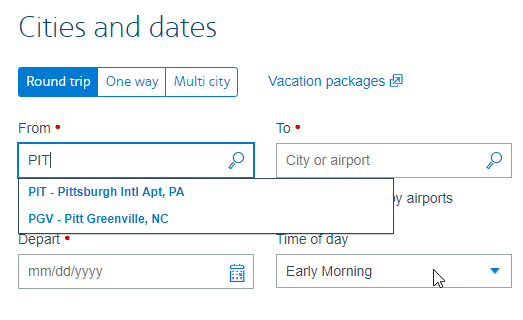 Cities and dates
Round trip One way Multi city Vacation packages
From • To •
PIT City or airport
PIT - Pittsburgh Intl Apt, PA
by airports
PGV - Pitt Greenville, NC
Depart • Time of day
mm/dd/yyyy Early Morning